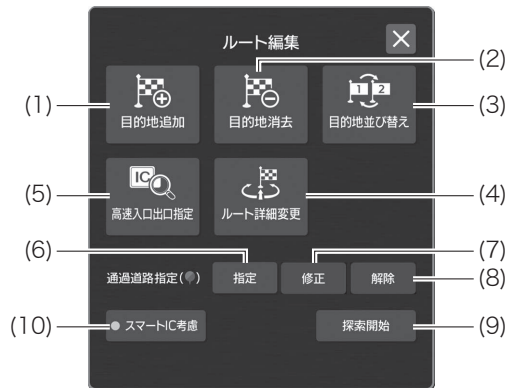 ルート編集
(1)
(2)
(3)
目的地追加
目的地消去
1 2
目的地並び替え
(5)
IC
高速入口出口指定
ルート詳細変更
(4)
(6)
(7)
通過道路指定( )
指定
修正
解除
(8)
(10)
スマートIC考慮
探索開始
(9)